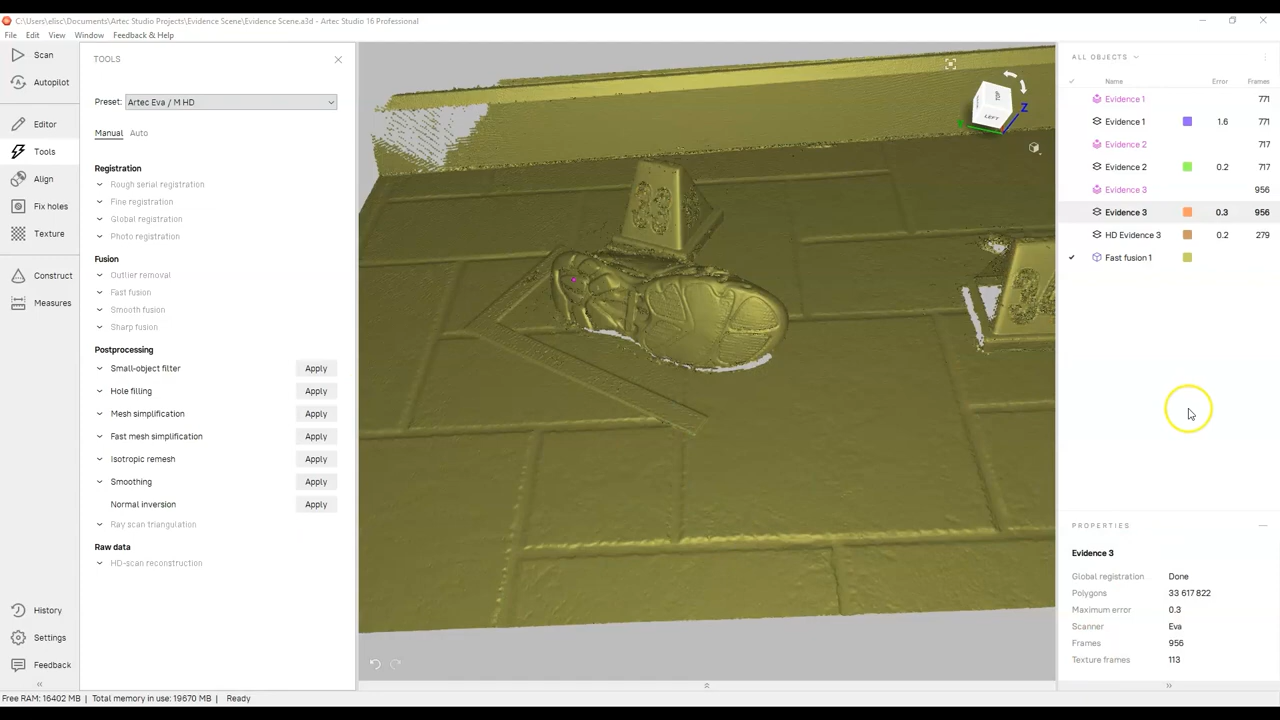 C:\Users\elisc\Documents\Artec Studio Projects\Evidence Scene\Evidence Scene.a3d - Artec Studio 16 Professional
File Edit View Window Feedback & Help
Scan
Autopilot
Editor
Tools
Align
Fix holes
Texture
Construct
Measures
History
Settings
Feedback
TOOLS
Preset: Artec Eva / M HD
Manual Auto
Registration
Rough serial registration
Fine registration
Global registration
Photo registration
Fusion
Outlier removal
Fast fusion
Smooth fusion
Sharp fusion
Postprocessing
Small-object filter Apply
Hole filling Apply
Mesh simplification Apply
Fast mesh simplification Apply
Isotropic remesh Apply
Smoothing Apply
Normal inversion Apply
Ray scan triangulation
Raw data
HD-scan reconstruction
LEFT
Z
ALL OBJECTS
Name Error Frames
Evidence 1 771
Evidence 1 1.6 771
Evidence 2 717
Evidence 2 0.2 717
Evidence 3 956
Evidence 3 0.3 956
HD Evidence 3 0.2 279
Fast fusion 1
PROPERTIES
Evidence 3
Global registration Done
Polygons 33 617 822
Maximum error 0.3
Scanner Eva
Frames 956
Texture frames 113
Free RAM: 16402 MB | Total memory in use: 19670 MB | Ready